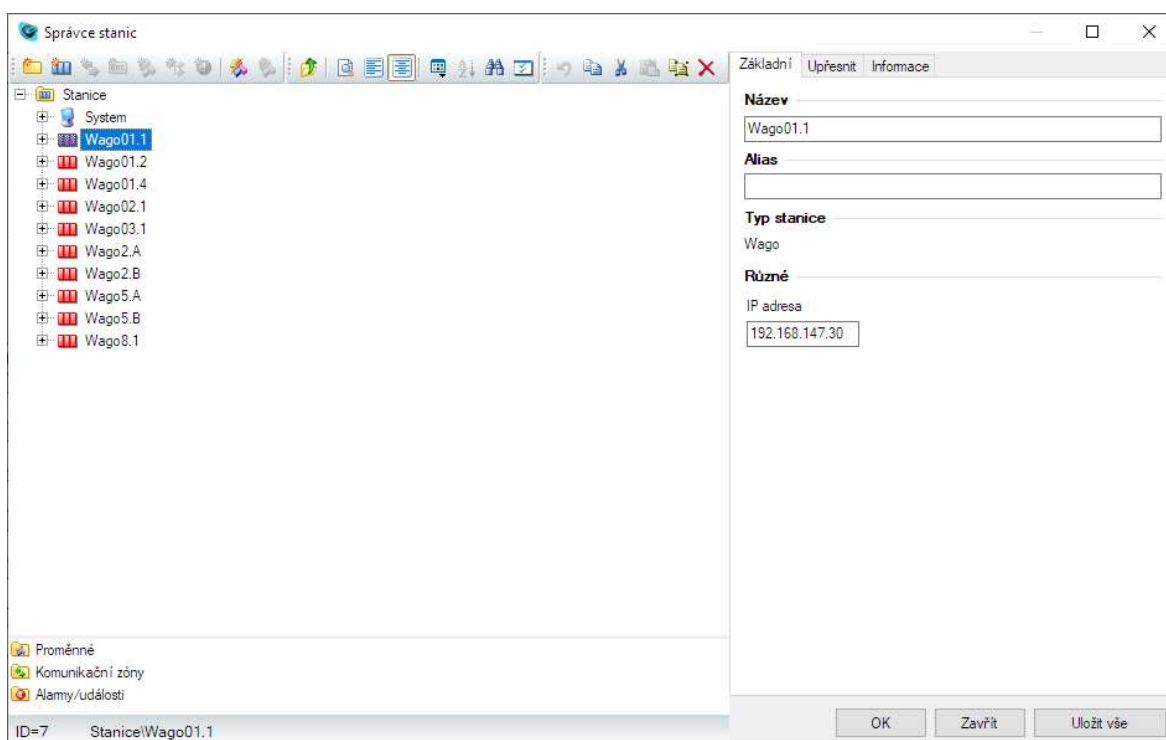 Správce stanic
Základní Upřesnit Informace
Stanice
System
Wago01.1
Wago01.2
Wago01.4
Wago02.1
Wago03.1
Wago2.A
Wago2.B
Wago5.A
Wago5.B
Wago8.1
Název
Wago01.1
Alias
Typ stanice
Wago
Různé
IP adresa
192.168.147.30
Proměnné
Komunikační zóny
Alarmy/události
ID=7 Stanice\Wago01.1
OK Zavřít Uložit vše